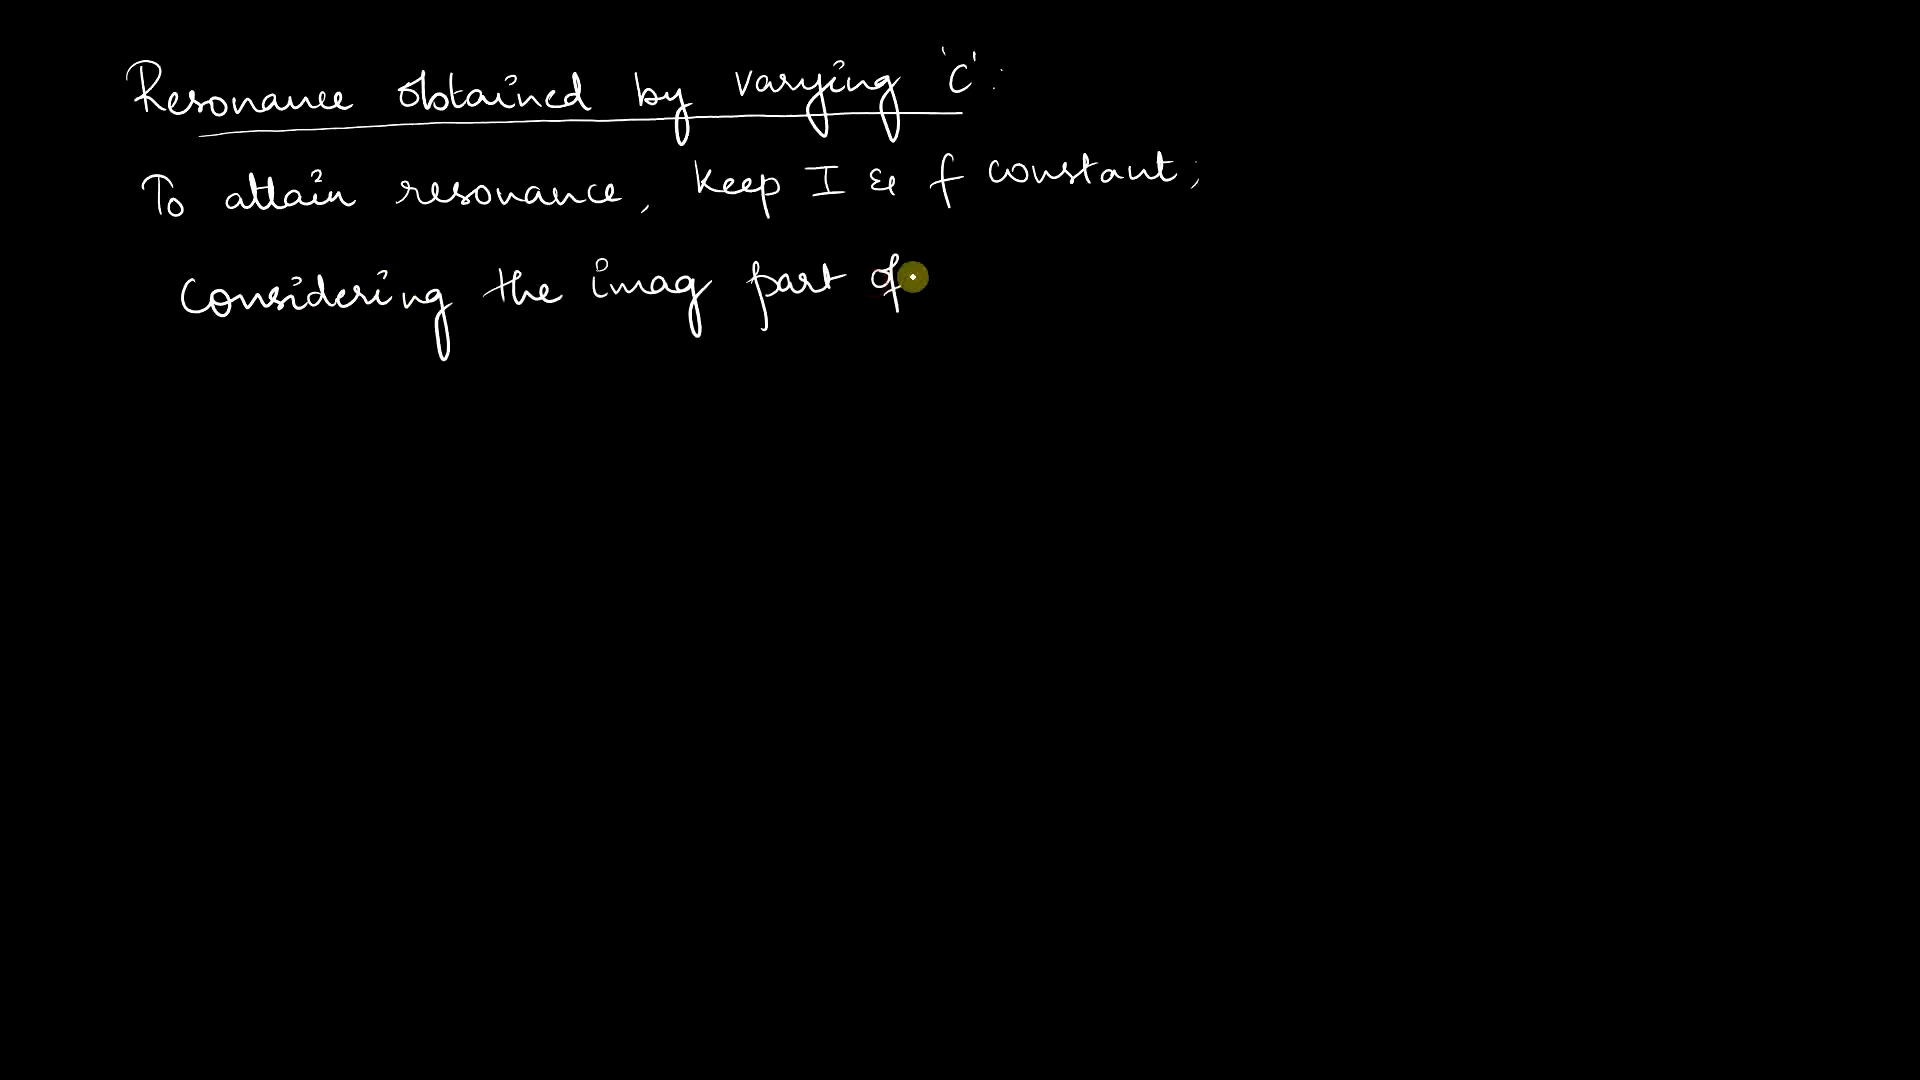 Resonance obtained by varying 'C':
To attain resonance, keep I & f constant;
Considering the imag part of